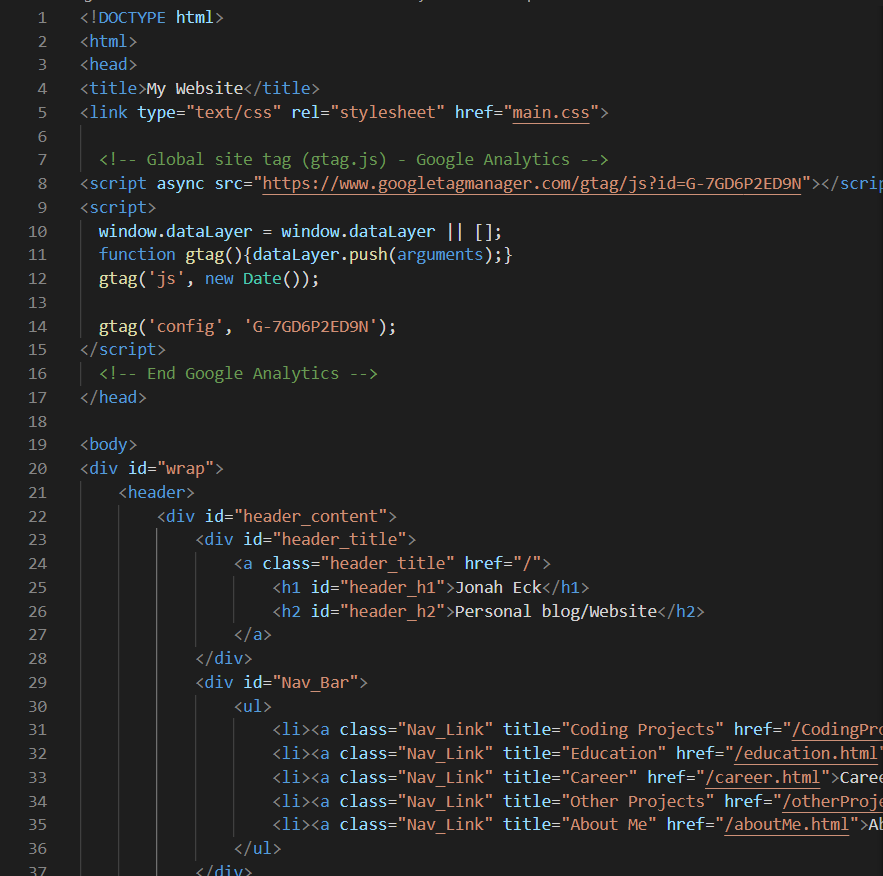 1 <!DOCTYPE html>
2 <html>
3 <head>
4 <title>My Website</title>
5 <link type="text/css" rel="stylesheet" href="main.css">
6
7 <!-- Global site tag (gtag.js) - Google Analytics -->
8 <script async src="https://www.googletagmanager.com/gtag/js?id=G-7GD6P2ED9N"></scrip
9 <script>
10 window.dataLayer = window.dataLayer || [];
11 function gtag(){dataLayer.push(arguments);}
12 gtag('js', new Date());
13
14 gtag('config', 'G-7GD6P2ED9N');
15 </script>
16 <!-- End Google Analytics -->
17 </head>
18
19 <body>
20 <div id="wrap">
21 <header>
22 <div id="header_content">
23 <div id="header_title">
24 <a class="header_title" href="/">
25 <h1 id="header_h1">Jonah Eck</h1>
26 <h2 id="header_h2">Personal blog/Website</h2>
27 </a>
28 </div>
29 <div id="Nav_Bar">
30 <ul>
31 <li><a class="Nav_Link" title="Coding Projects" href="/CodingPro
32 <li><a class="Nav_Link" title="Education" href="/education.html"
33 <li><a class="Nav_Link" title="Career" href="/career.html">Caree
34 <li><a class="Nav_Link" title="Other Projects" href="/otherProje
35 <li><a class="Nav_Link" title="About Me" href="/aboutMe.html">Ab
36 </ul>
37 </div>